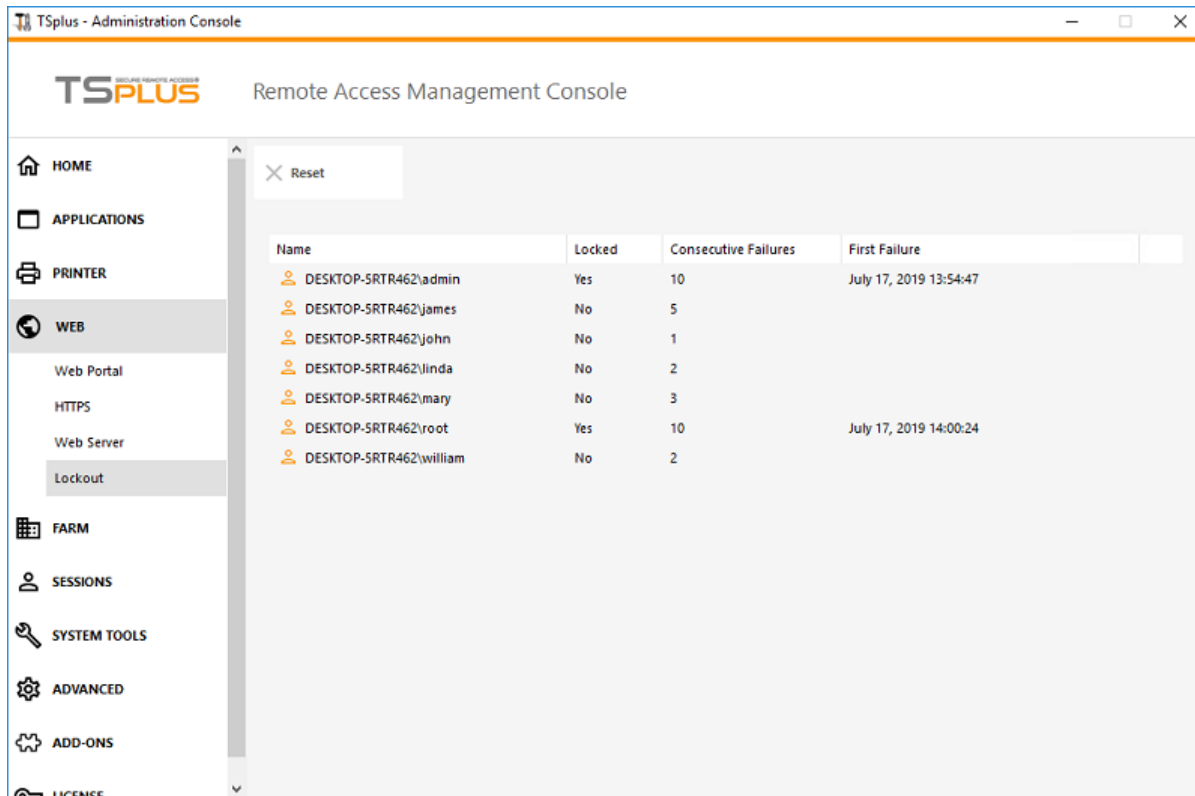 TSplus - Administration Console
TSPLUS SECURE REMOTE ACCESS®
Remote Access Management Console
HOME
APPLICATIONS
PRINTER
WEB
Web Portal
HTTPS
Web Server
Lockout
FARM
SESSIONS
SYSTEM TOOLS
ADVANCED
ADD-ONS
LICENSE
Reset
Name Locked Consecutive Failures First Failure
DESKTOP-5RTR462\admin Yes 10 July 17, 2019 13:54:47
DESKTOP-5RTR462\james No 5
DESKTOP-5RTR462\john No 1
DESKTOP-5RTR462\linda No 2
DESKTOP-5RTR462\mary No 3
DESKTOP-5RTR462\root Yes 10 July 17, 2019 14:00:24
DESKTOP-5RTR462\william No 2